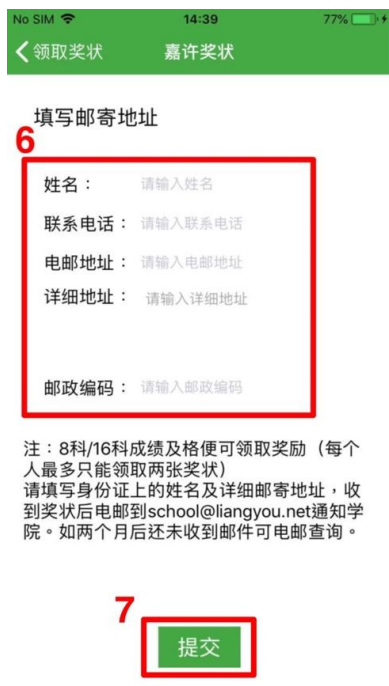 No SIM 14:39 77%
领取奖状 嘉许奖状
填写邮寄地址
6
姓名： 请输入姓名
联系电话： 请输入联系电话
电邮地址： 请输入电邮地址
详细地址： 请输入详细地址
邮政编码： 请输入邮政编码
注：8科/16科成绩及格便可领取奖励（每个
人最多只能领取两张奖状）
请填写身份证上的姓名及详细邮寄地址，收
到奖状后电邮到school@liangyou.net通知学
院。如两个月后还未收到邮件可电邮查询。
7
提交